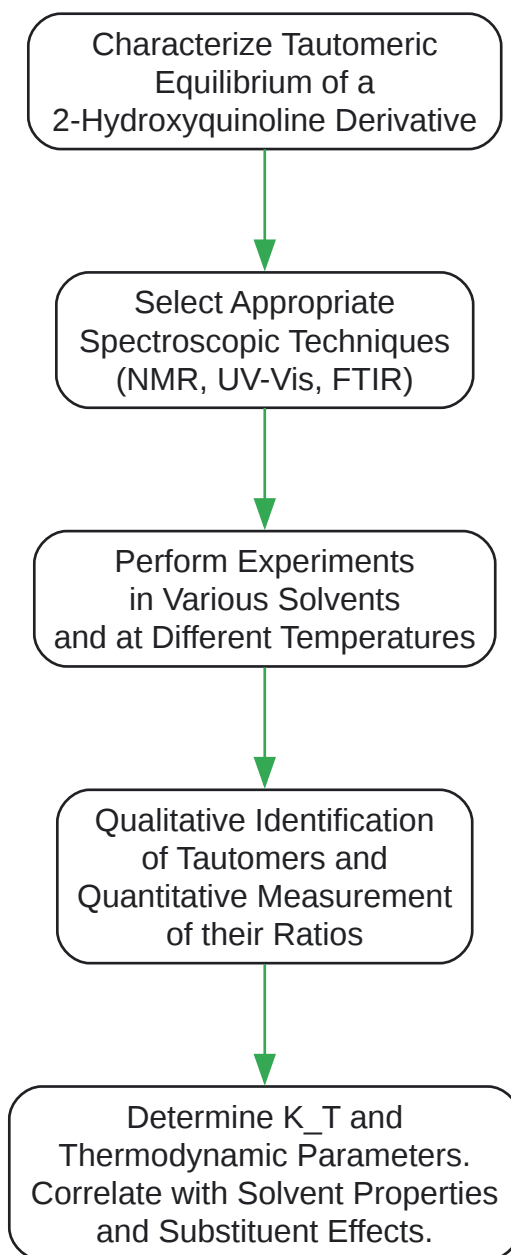 Characterize Tautomeric
Equilibrium of a
2-Hydroxyquinoline Derivative
Select Appropriate
Spectroscopic Techniques
(NMR, UV-Vis, FTIR)
Perform Experiments
in Various Solvents
and at Different Temperatures
Qualitative Identification
of Tautomers and
Quantitative Measurement
of their Ratios
Determine K_T and
Thermodynamic Parameters.
Correlate with Solvent Properties
and Substituent Effects.